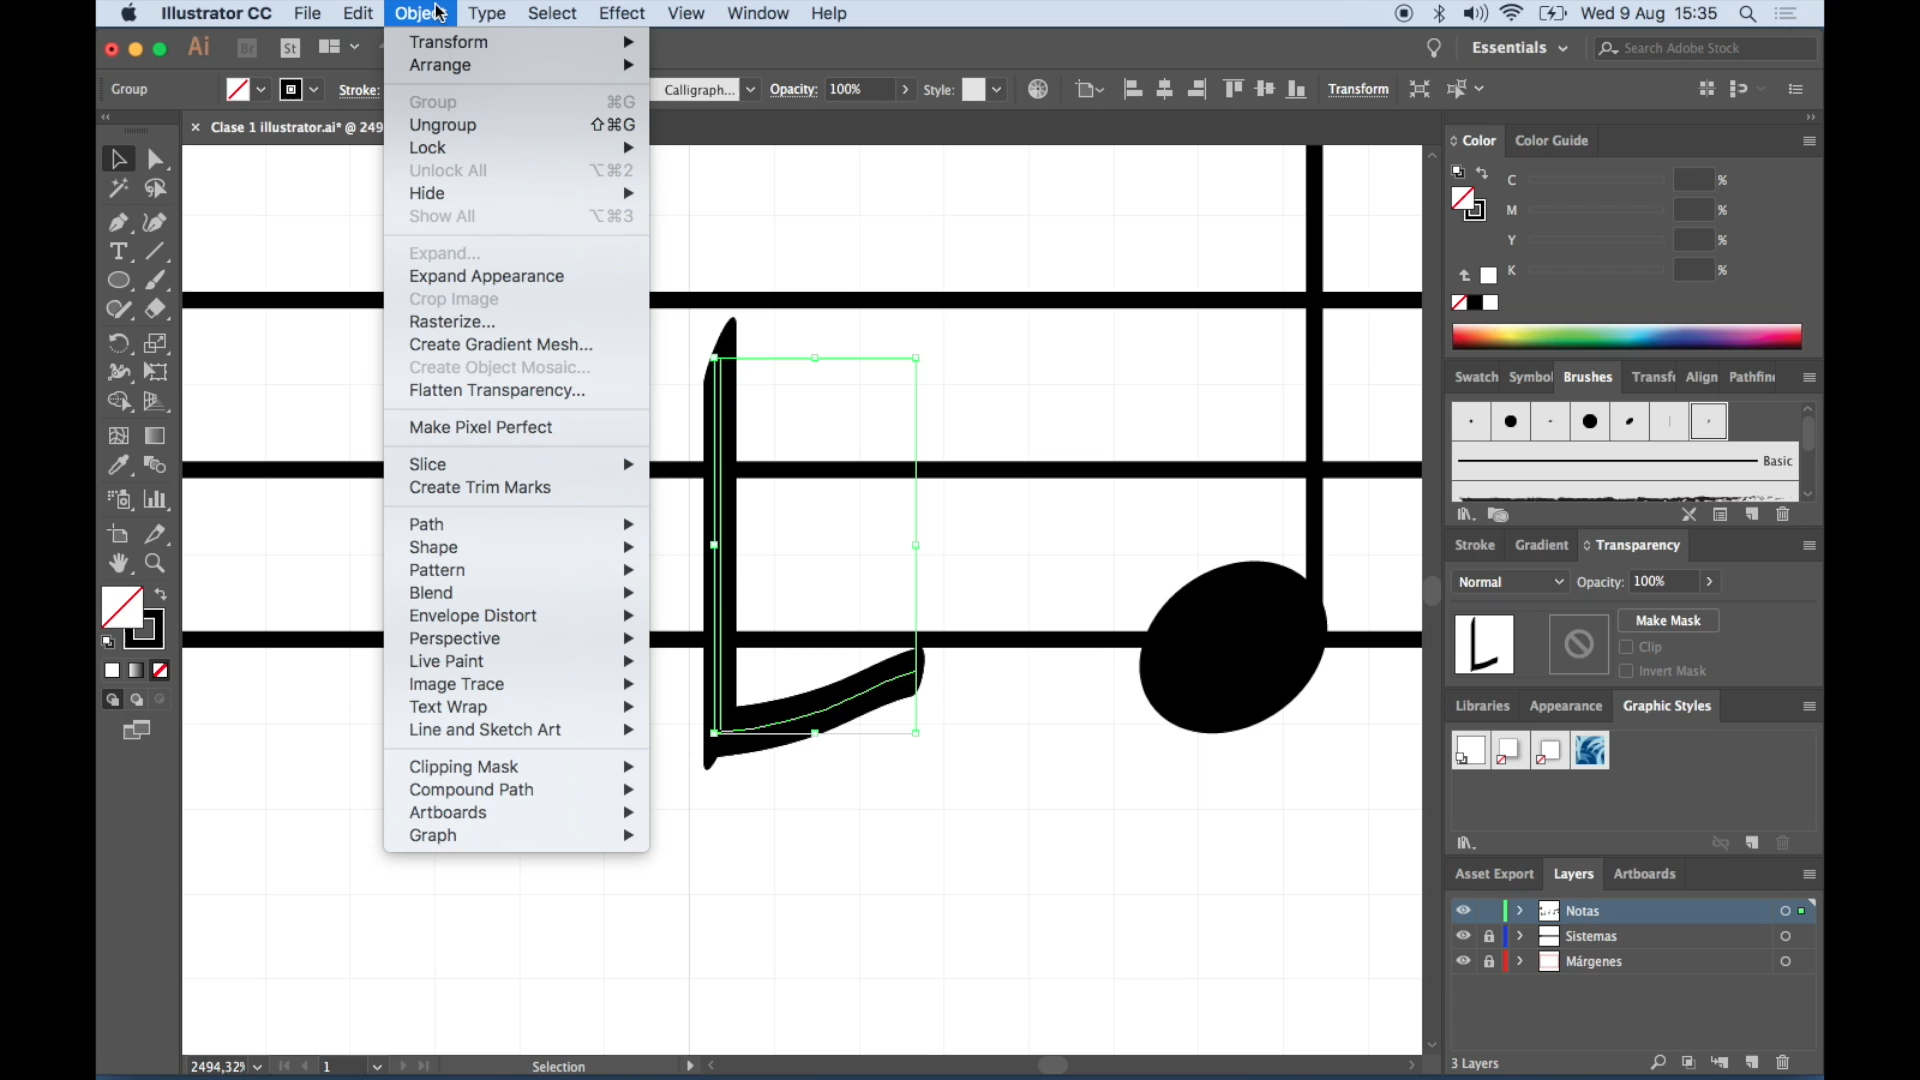 Illustrator CC File Edit Object Type Select Effect View Window Help Wed 9 Aug 15:35
Ai Br St Essentials Search Adobe Stock
Group Stroke: Calligraph... Opacity: 100% Style: Transform
× Clase 1 illustrator.ai* @ 249
Transform
Arrange
Group ⌘G
Ungroup ⇧⌘G
Lock
Unlock All ⌥⌘2
Hide
Show All ⌥⌘3
Expand...
Expand Appearance
Crop Image
Rasterize...
Create Gradient Mesh...
Create Object Mosaic...
Flatten Transparency...
Make Pixel Perfect
Slice
Create Trim Marks
Path
Shape
Pattern
Blend
Envelope Distort
Perspective
Live Paint
Image Trace
Text Wrap
Line and Sketch Art
Clipping Mask
Compound Path
Artboards
Graph
Color Color Guide
C %
M %
Y %
K %
Swatch Symbol Brushes Transf Align Pathfin
Basic
Stroke Gradient Transparency
Normal Opacity: 100%
Make Mask
Clip
Invert Mask
Libraries Appearance Graphic Styles
Asset Export Layers Artboards
Notas
Sistemas
Márgenes
3 Layers
2494,32% 1 Selection